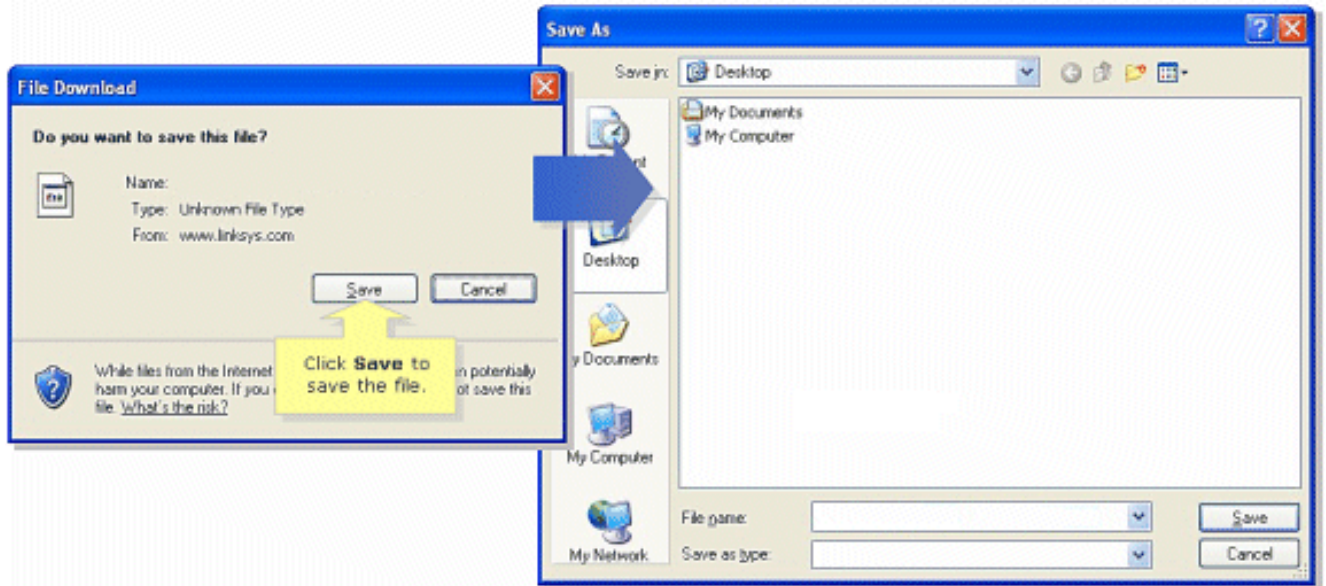 File Download
Do you want to save this file?
Name:
Type: Unknown File Type
From: www.linksys.com
Save
Cancel
Click Save to
save the file.
While files from the Internet n potentially
harm your computer. If you ot save this
file. What's the risk?
Save As
Save in: Desktop
My Documents
My Computer
Desktop
y Documents
My Computer
My Network
File name:
Save
Save as type:
Cancel